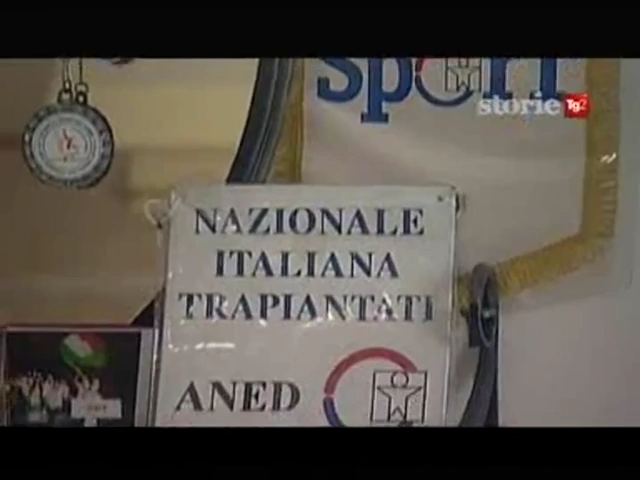 sport
storie Tg2
NAZIONALE
ITALIANA
TRAPIANTATI
ANED